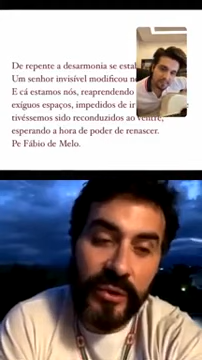 De repente a desarmonia se
Um senhor invisível modificou
E cá estamos nós, reaprendendo
exíguos espaços, impedidos de ir
tivéssemos sido reconduzidos ao ventre,
esperando a hora de poder de renascer.
Pe Fábio de Melo.